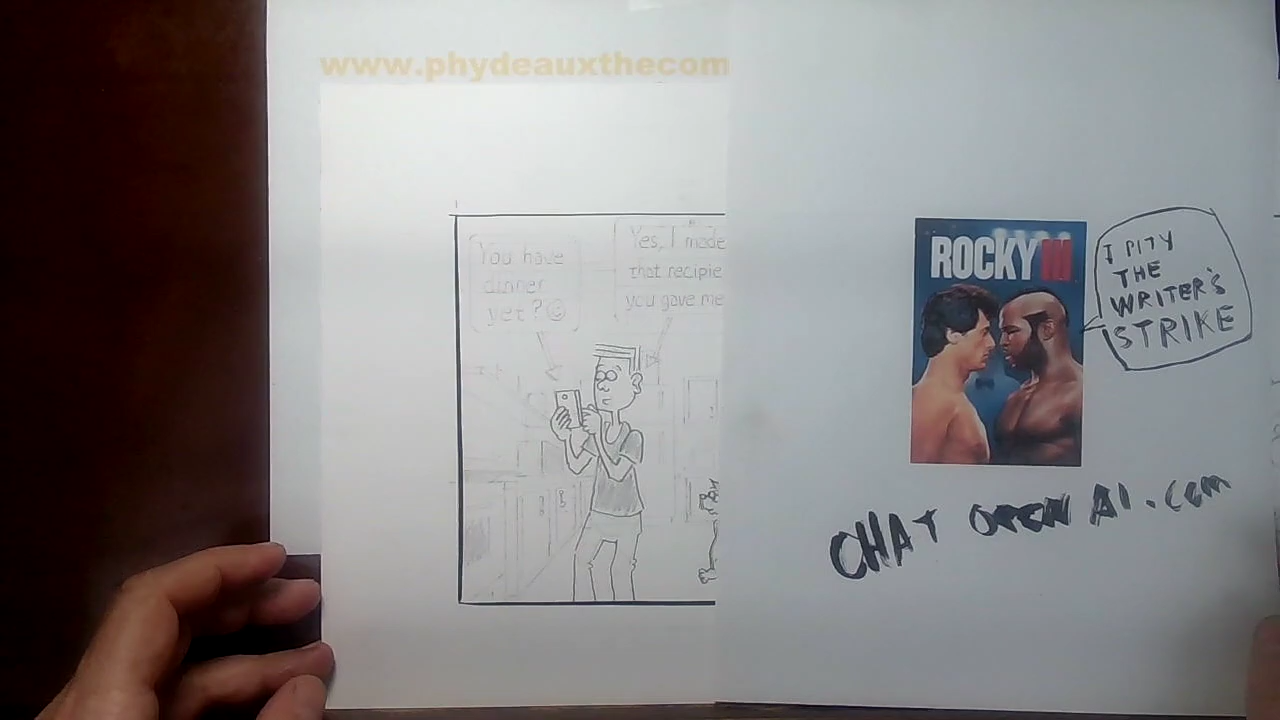 www.phydeauxthecom
You have
dinner
yet?
Yes, I made
that recipie
you gave me
ROCKY III
I PITY
THE
WRITER'S
STRIKE
CHAT OPEN AI.com